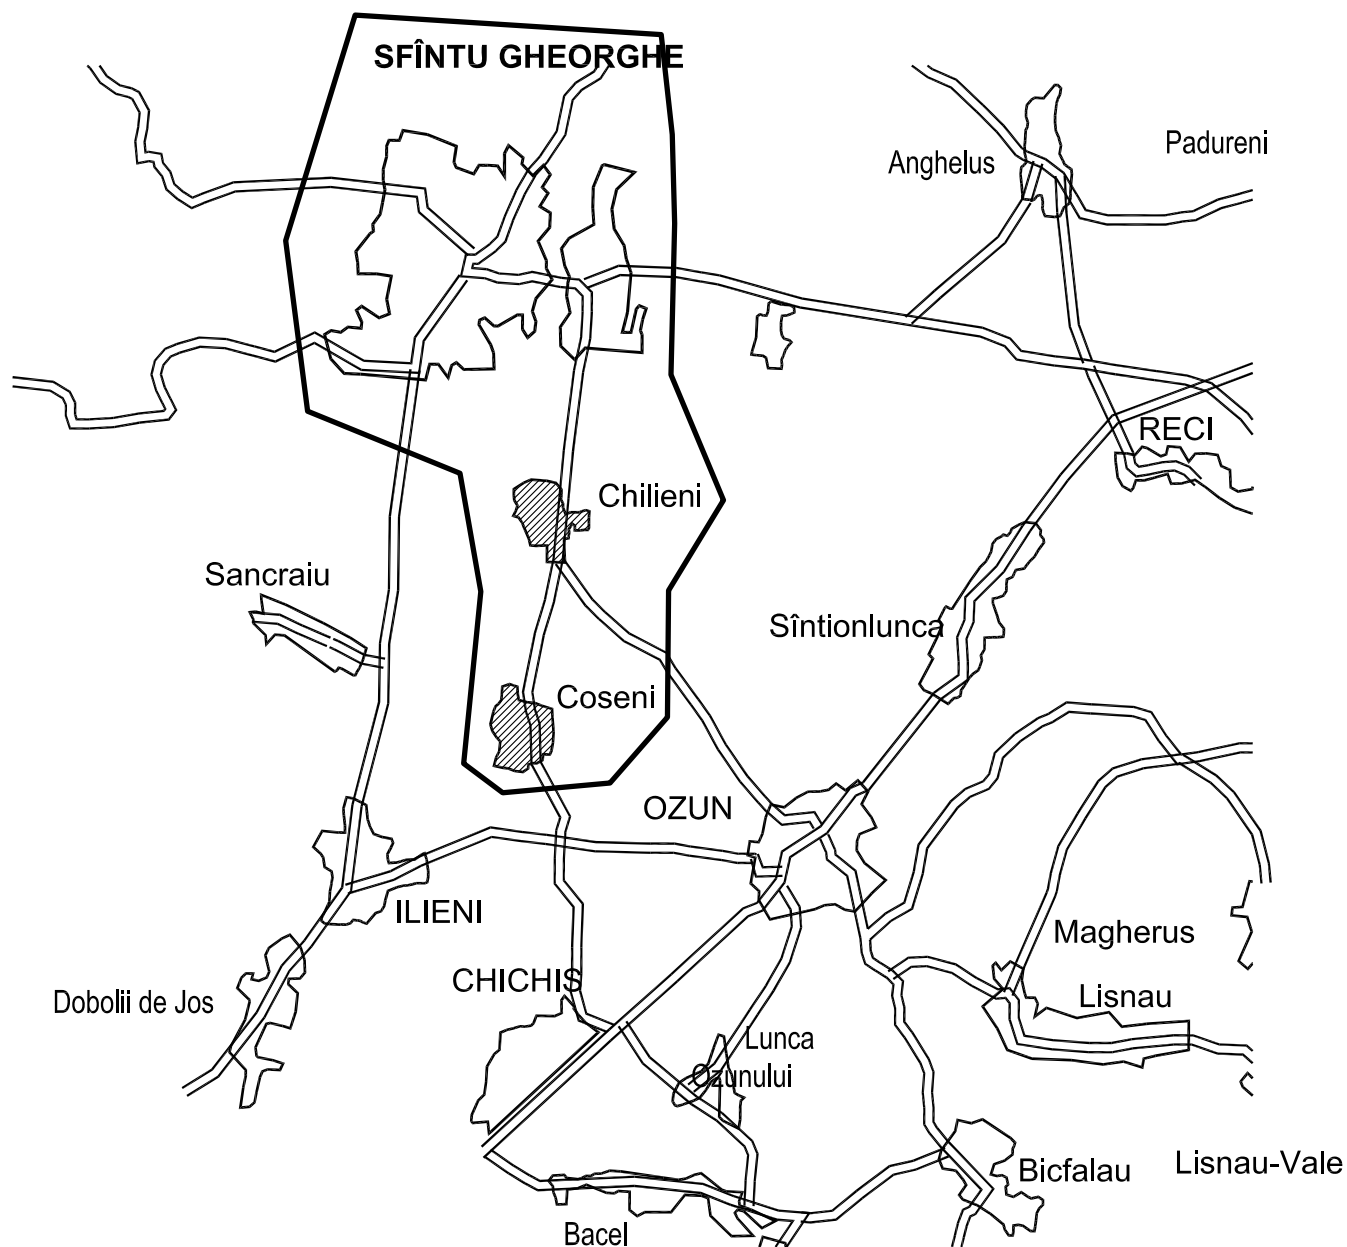 SFÎNTU GHEORGHE
Padureni
Anghelus
RECI
Chilieni
Sancraiu
Sîntionlunca
Coseni
OZUN
ILIENI
Magherus
CHICHIS
Lisnau
Dobolii de Jos
Lunca
Ozunului
Bicfalau
Lisnau-Vale
Bacel